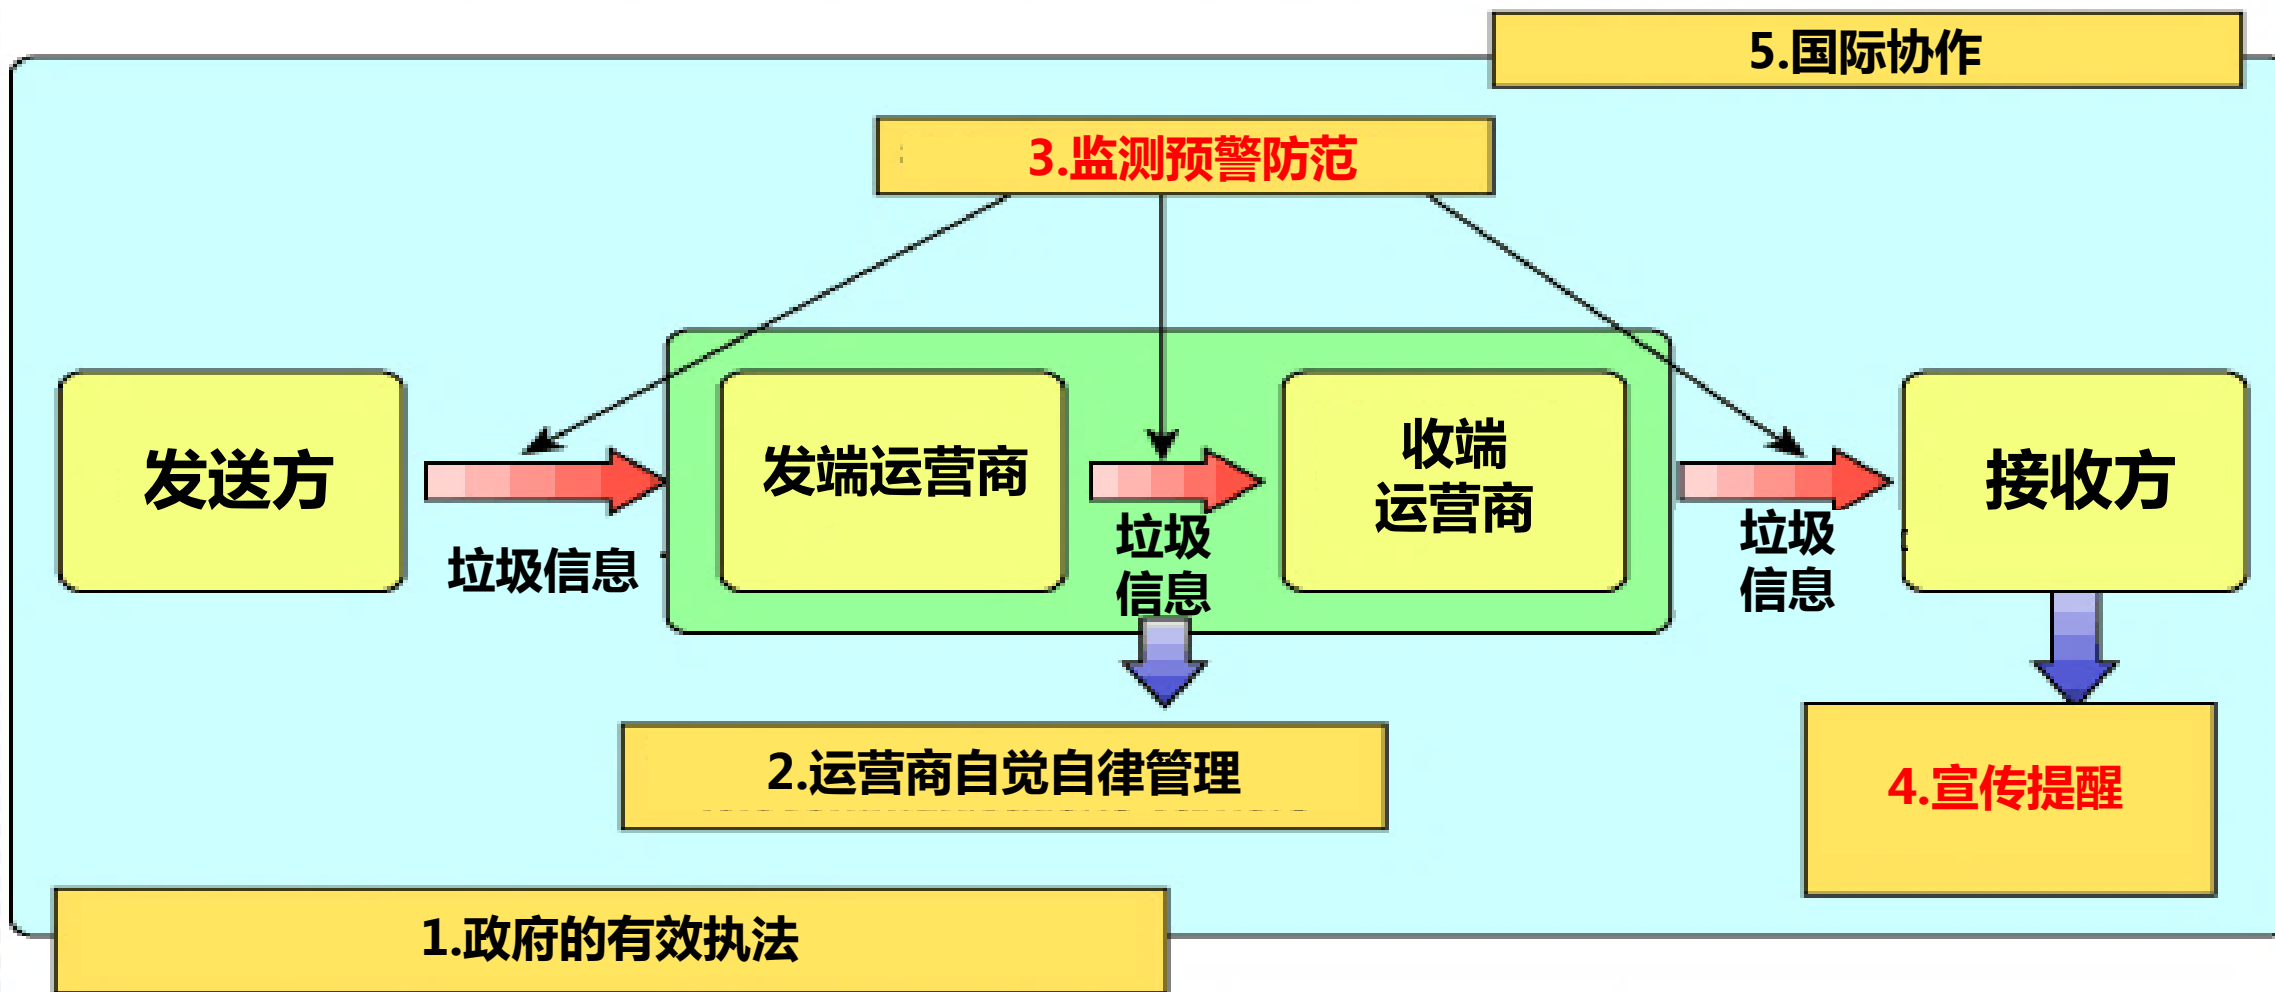 5.国际协作
3.监测预警防范
发送方
垃圾信息
发端运营商
垃圾
信息
收端
运营商
垃圾
信息
接收方
2.运营商自觉自律管理
4.宣传提醒
1.政府的有效执法